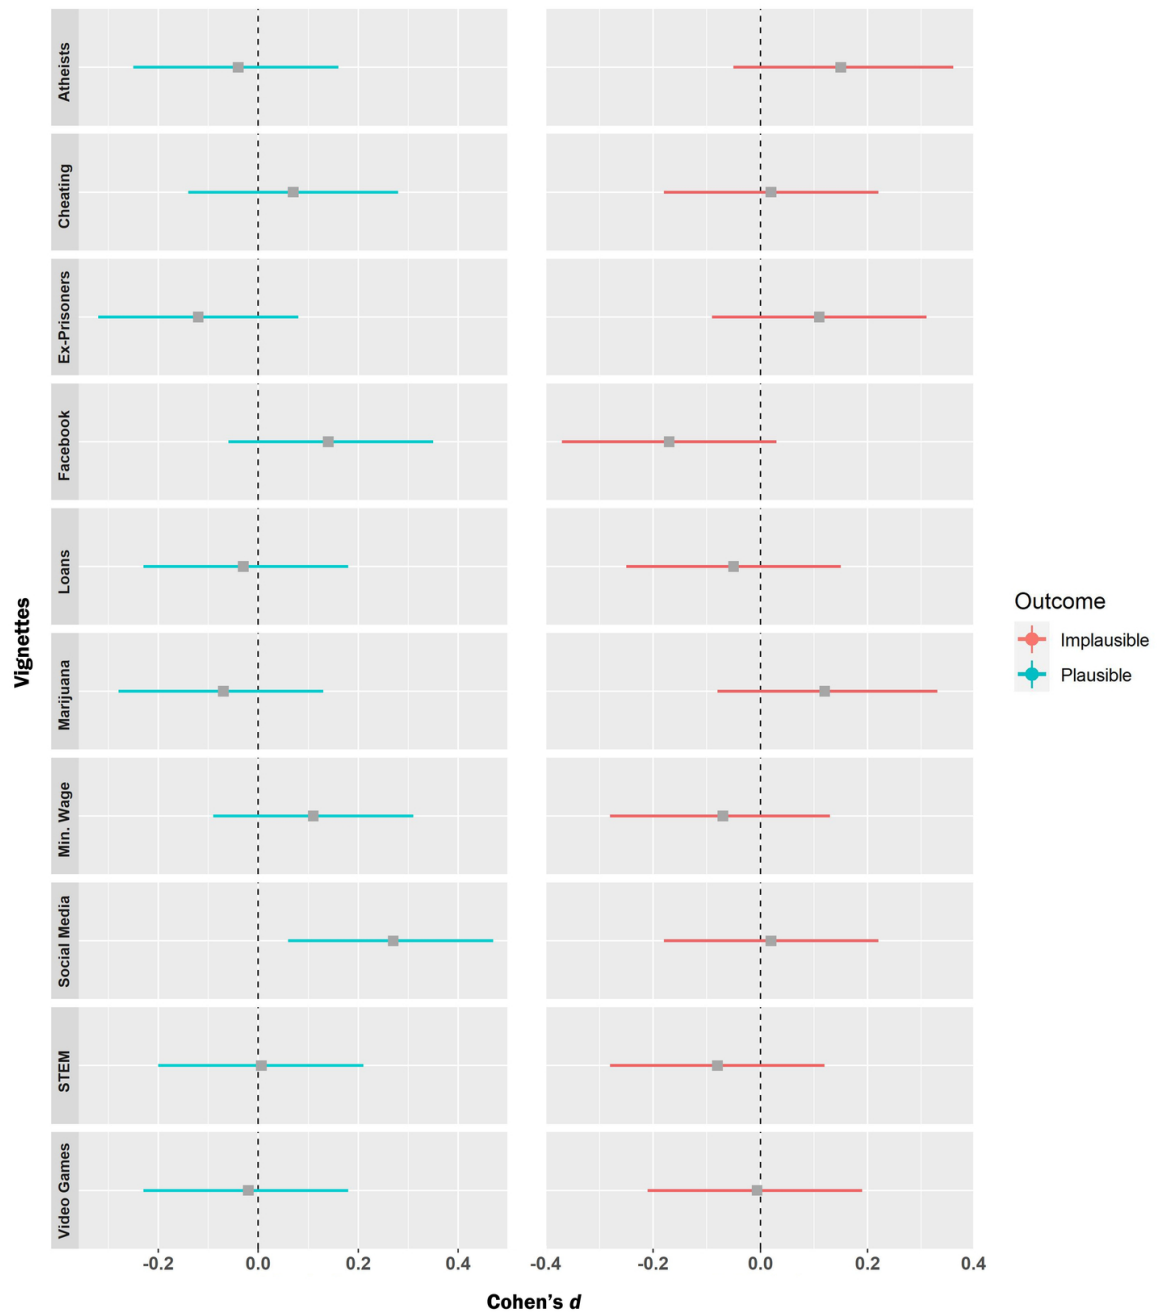 Vignettes
Atheists
Cheating
Ex-Prisoners
Facebook
Loans
Marijuana
Min. Wage
Social Media
STEM
Video Games
-0.2 0.0 0.2 0.4
-0.4 -0.2 0.0 0.2 0.4
Cohen's d
Outcome
Implausible
Plausible